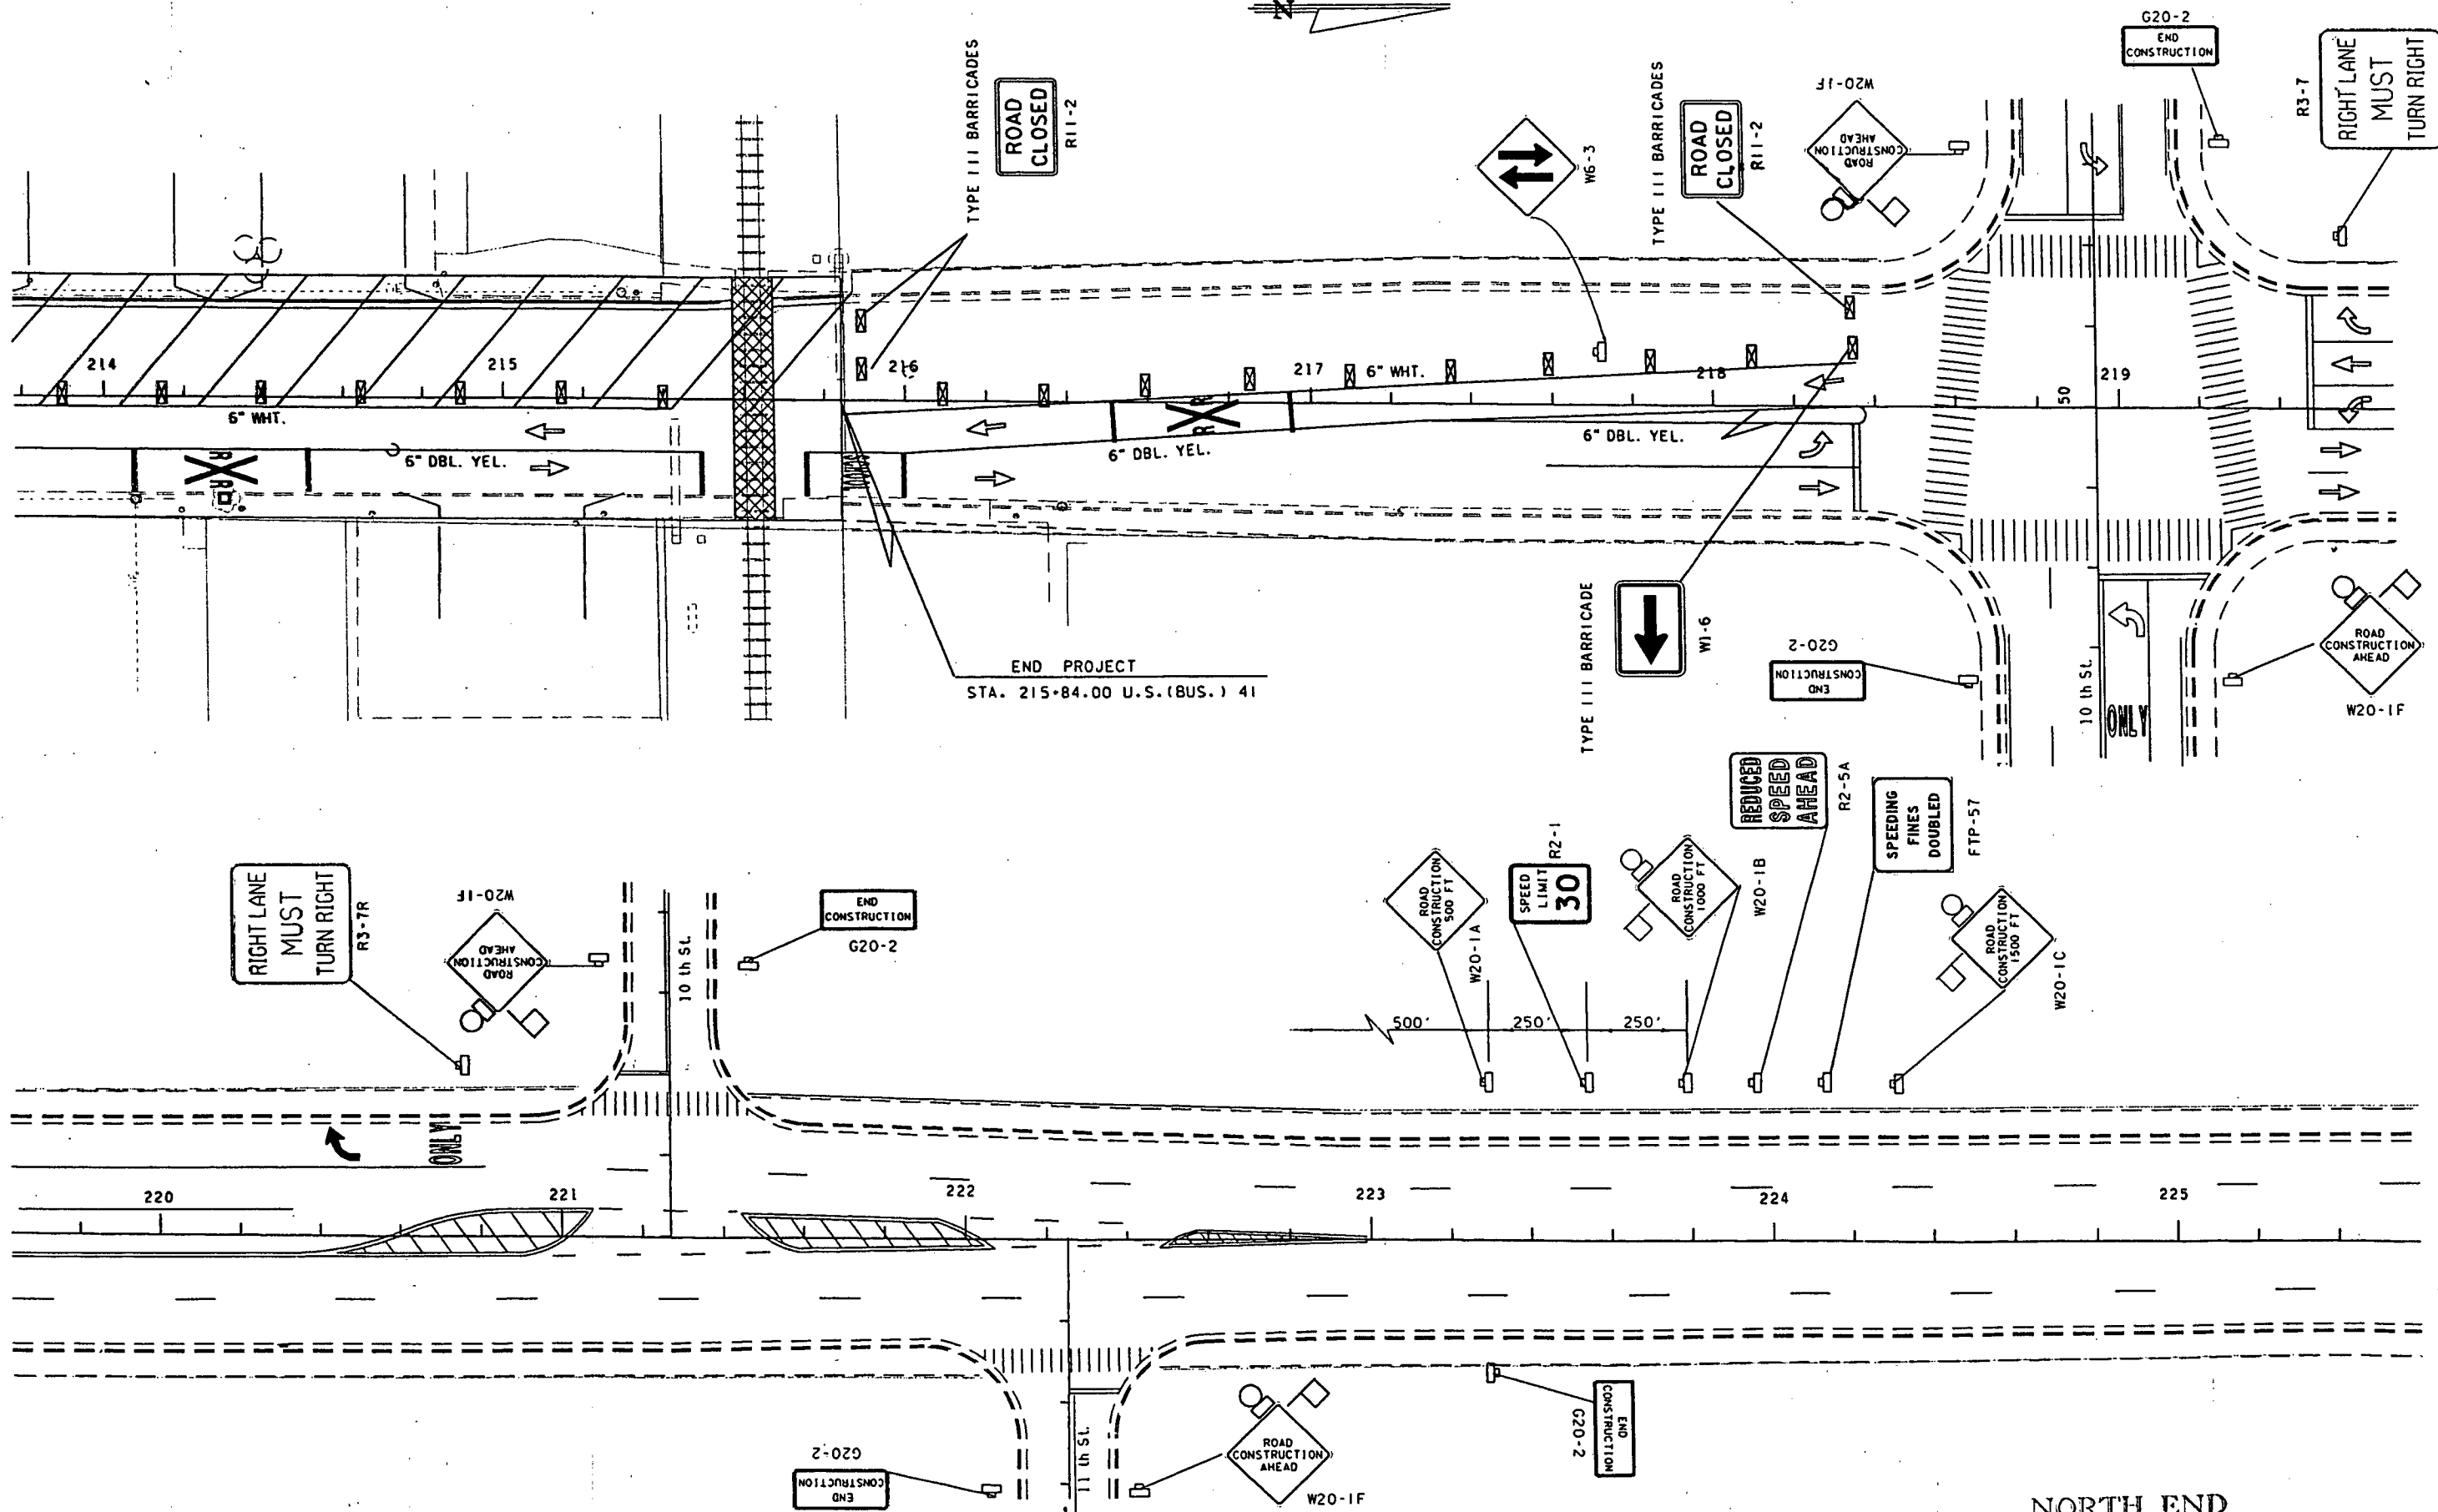 N
TYPE III BARRICADES
ROAD
CLOSED
R11-2
W6-3
TYPE III BARRICADES
ROAD
CLOSED
R11-2
W20-1F
ROAD
CONSTRUCTION
AHEAD
G20-2
END
CONSTRUCTION
R3-7
RIGHT LANE
MUST
TURN RIGHT
214
215
216
217
218
219
50
6" WHT.
6" WHT.
6" DBL. YEL.
6" DBL. YEL.
6" DBL. YEL.
R R
R R
END PROJECT
STA. 215+84.00 U.S.(BUS.) 41
TYPE III BARRICADE
W1-6
G20-2
END
CONSTRUCTION
10 th St.
ONLY
ROAD
CONSTRUCTION
AHEAD
W20-1F
RIGHT LANE
MUST
TURN RIGHT
R3-7R
W20-1F
ROAD
CONSTRUCTION
AHEAD
10 th St.
END
CONSTRUCTION
G20-2
ROAD
CONSTRUCTION
500 FT
W20-1A
SPEED
LIMIT
30
R2-1
ROAD
CONSTRUCTION
1000 FT
W20-1B
REDUCED
SPEED
AHEAD
R2-5A
SPEEDING
FINES
DOUBLED
FTP-57
ROAD
CONSTRUCTION
1500 FT
W20-1C
500'
250'
250'
ONLY
220
221
222
223
224
225
G20-2
END
CONSTRUCTION
11 th St.
ROAD
CONSTRUCTION
AHEAD
W20-1F
END
CONSTRUCTION
G20-2
NORTH END